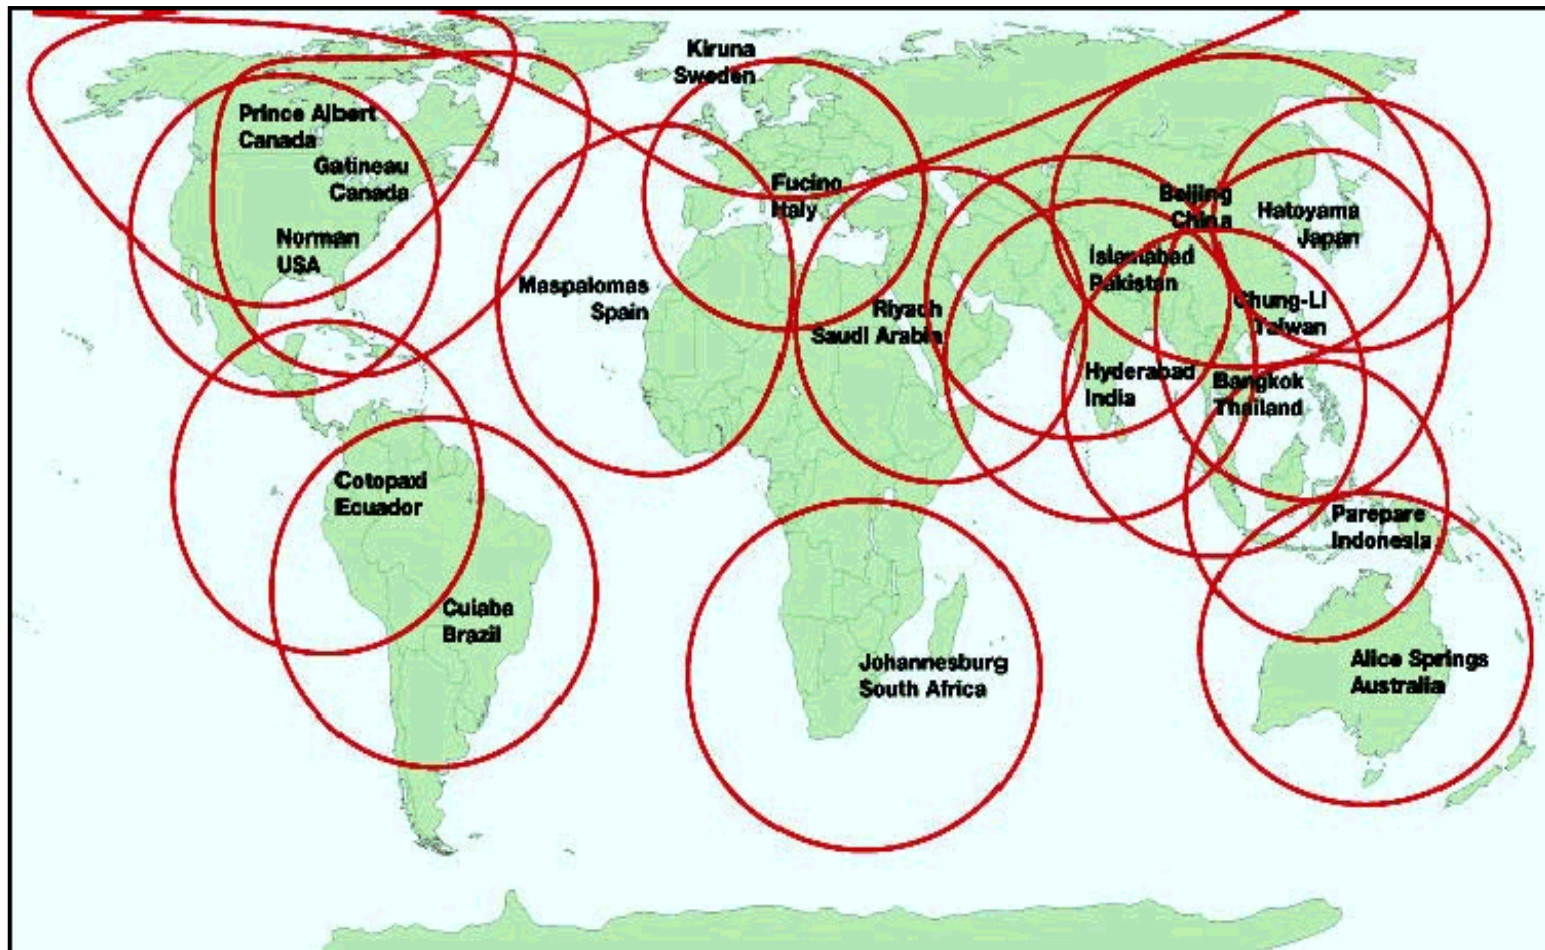 Kiruna
Sweden
Prince Albert
Canada
Gatineau
Canada
Norman
USA
Fucino
Italy
Maspalomas
Spain
Riyadh
Saudi Arabia
Beijing
China
Hatoyama
Japan
Islamabad
Pakistan
Chung-Li
Taiwan
Hyderabad
India
Bangkok
Thailand
Cotopaxi
Ecuador
Parepare
Indonesia
Cuiaba
Brazil
Johannesburg
South Africa
Alice Springs
Australia